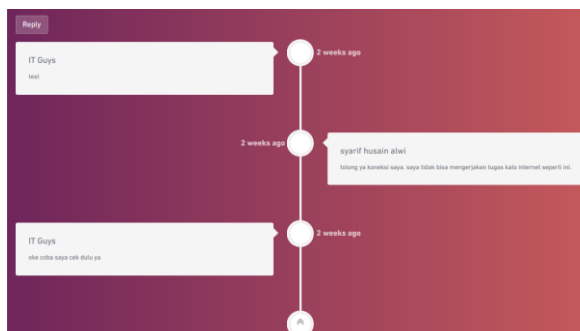 Reply
IT Guys
2 weeks ago
test
2 weeks ago
syarif husain alwi
tolong ya koneksi saya. saya tidak bisa mengerjakan tugas kalo internet seperti ini.
IT Guys
2 weeks ago
oke coba saya cek dulu ya